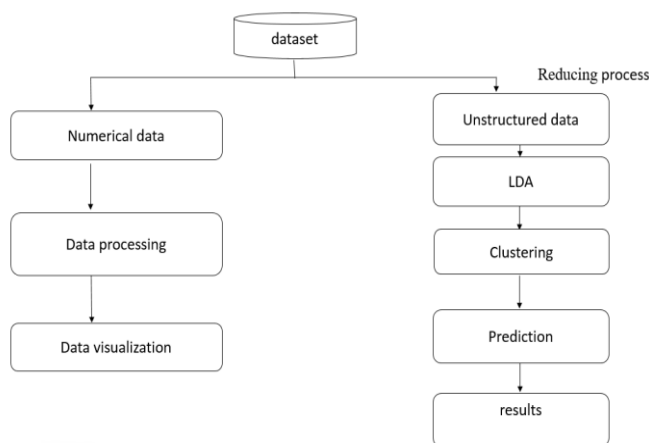 dataset
Reducing process
Numerical data
Unstructured data
LDA
Data processing
Clustering
Data visualization
Prediction
results